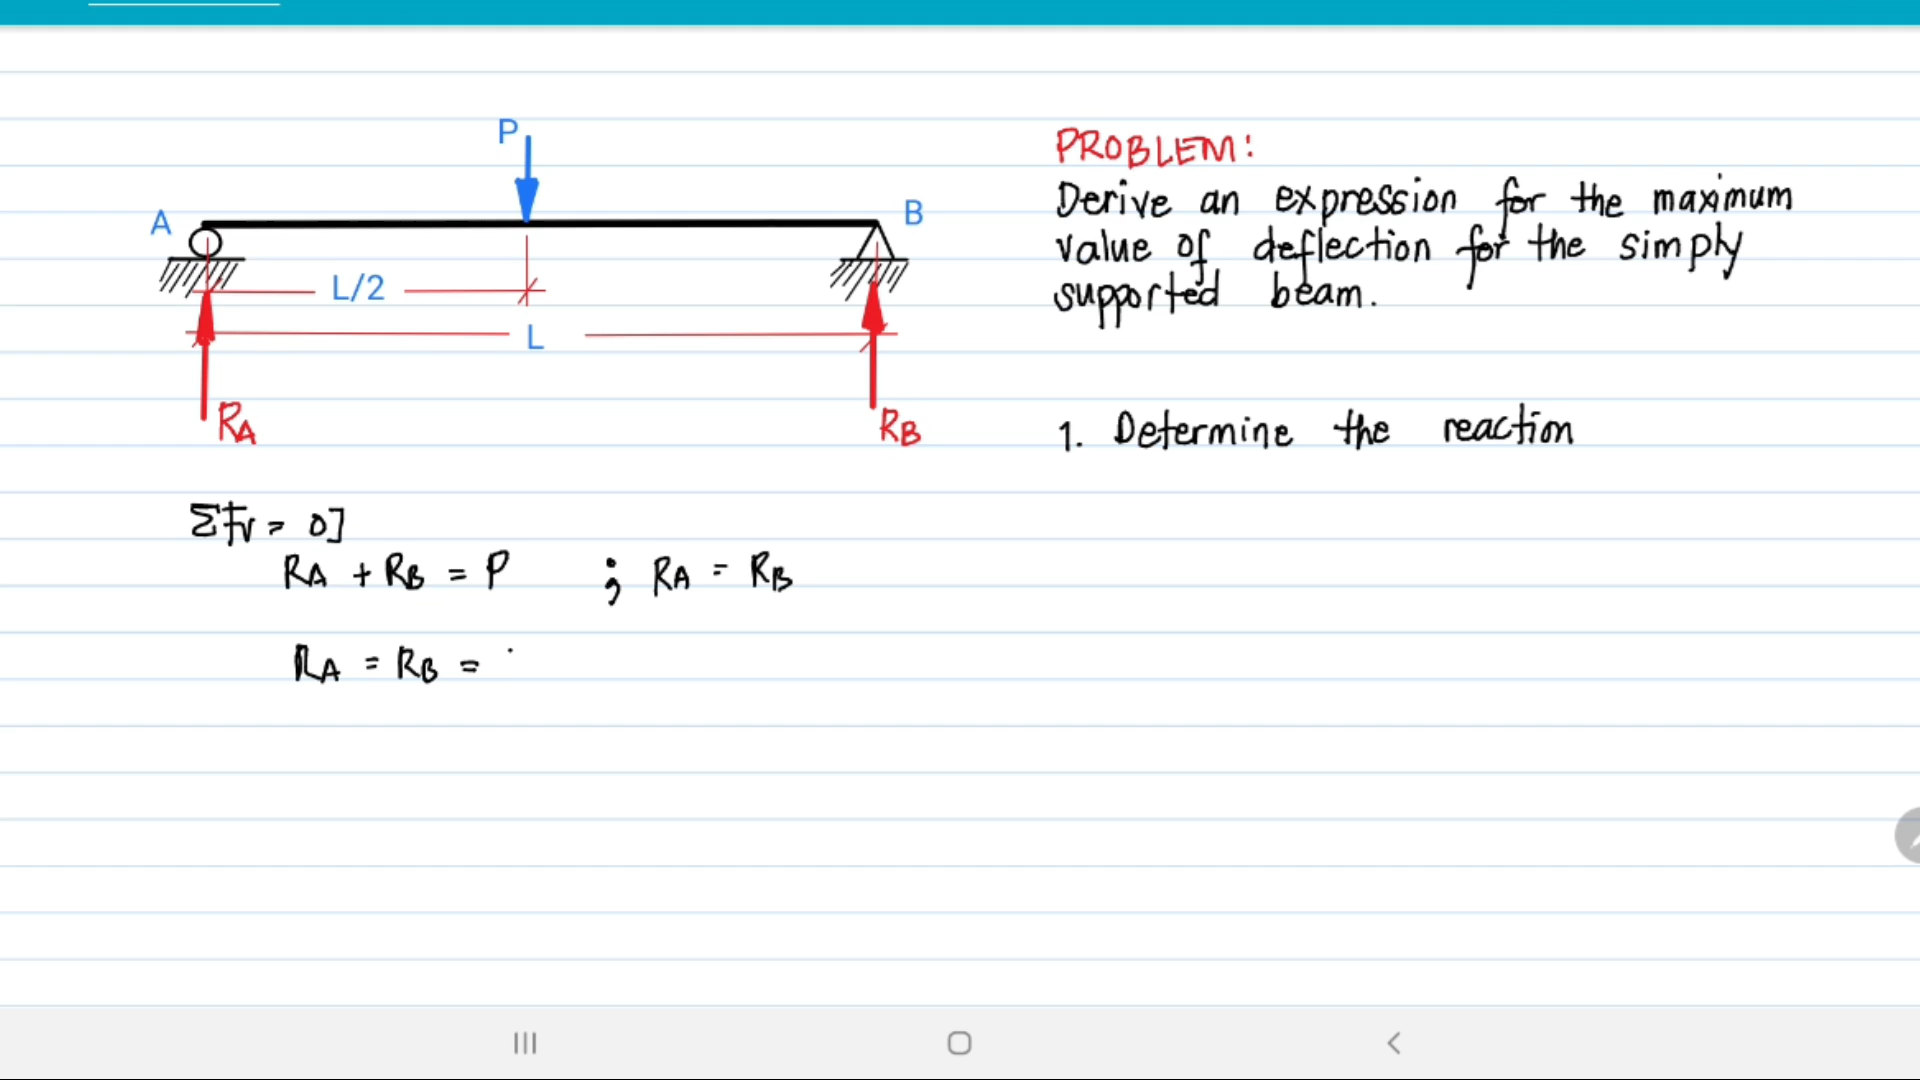 P
A
B
L/2
L
RA
RB
PROBLEM:
Derive an expression for the maximum
value of deflection for the simply
supported beam.
1. Determine the reaction
ΣFv = 0]
RA + RB = P ; RA = RB
RA = RB =